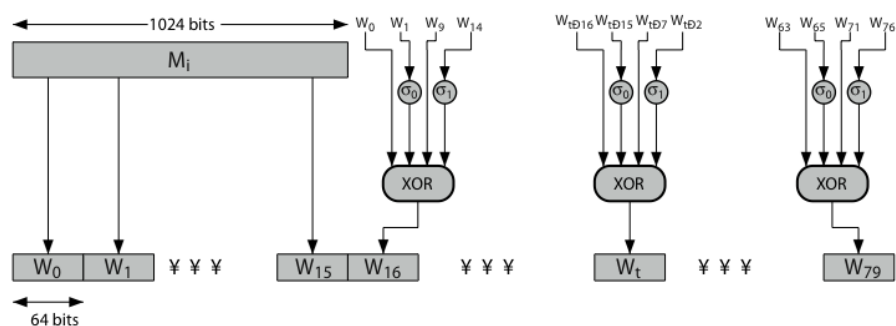 1024 bits
W0 W1 W9 W14
WtÐ16 WtÐ15 WtÐ7 WtÐ2
W63 W65 W71 W76
Mi
σ0 σ1
σ0 σ1
σ0 σ1
XOR
XOR
XOR
W0 W1 ¥ ¥ ¥ W15 W16 ¥ ¥ ¥ Wt ¥ ¥ ¥ W79
64 bits